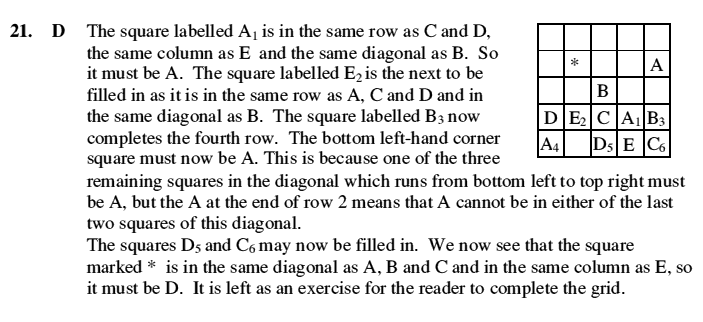 21. D The square labelled A1 is in the same row as C and D,
the same column as E and the same diagonal as B. So
it must be A. The square labelled E2 is the next to be
filled in as it is in the same row as A, C and D and in
the same diagonal as B. The square labelled B3 now
completes the fourth row. The bottom left-hand corner
square must now be A. This is because one of the three
remaining squares in the diagonal which runs from bottom left to top right must
be A, but the A at the end of row 2 means that A cannot be in either of the last
two squares of this diagonal.
The squares D5 and C6 may now be filled in. We now see that the square
marked * is in the same diagonal as A, B and C and in the same column as E, so
it must be D. It is left as an exercise for the reader to complete the grid.
* A
B
D E2 C A1 B3
A4 D5 E C6